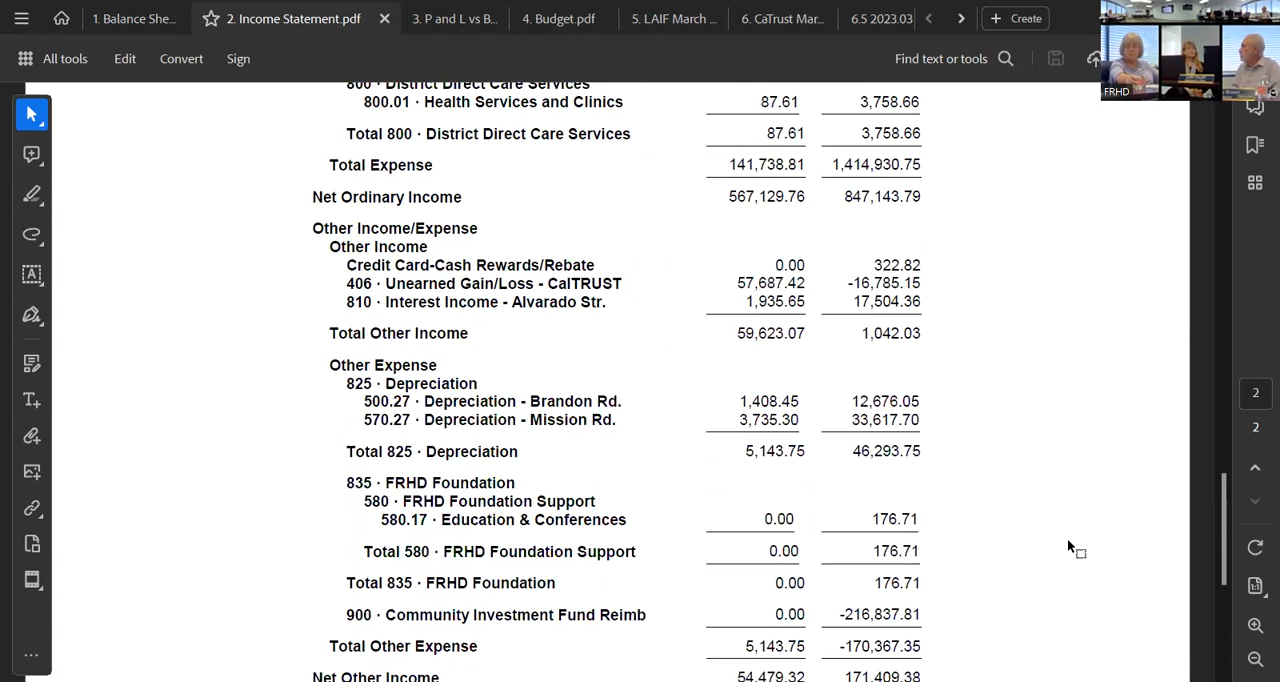 1. Balance She... 2. Income Statement.pdf 3. P and L vs B... 4. Budget.pdf 5. LAIF March ... 6. CaTrust Mar... 6.5 2023.03 Create
All tools Edit Convert Sign Find text or tools
FRHD
800 · District Direct Care Services
800.01 · Health Services and Clinics 87.61 3,758.66
Total 800 · District Direct Care Services 87.61 3,758.66
Total Expense 141,738.81 1,414,930.75
Net Ordinary Income 567,129.76 847,143.79
Other Income/Expense
Other Income
Credit Card-Cash Rewards/Rebate 0.00 322.82
406 · Unearned Gain/Loss - CalTRUST 57,687.42 -16,785.15
810 · Interest Income - Alvarado Str. 1,935.65 17,504.36
Total Other Income 59,623.07 1,042.03
Other Expense
825 · Depreciation
500.27 · Depreciation - Brandon Rd. 1,408.45 12,676.05
570.27 · Depreciation - Mission Rd. 3,735.30 33,617.70
Total 825 · Depreciation 5,143.75 46,293.75
835 · FRHD Foundation
580 · FRHD Foundation Support
580.17 · Education & Conferences 0.00 176.71
Total 580 · FRHD Foundation Support 0.00 176.71
Total 835 · FRHD Foundation 0.00 176.71
900 · Community Investment Fund Reimb 0.00 -216,837.81
Total Other Expense 5,143.75 -170,367.35
Net Other Income 54,479.32 171,409.38
2
2
1:1